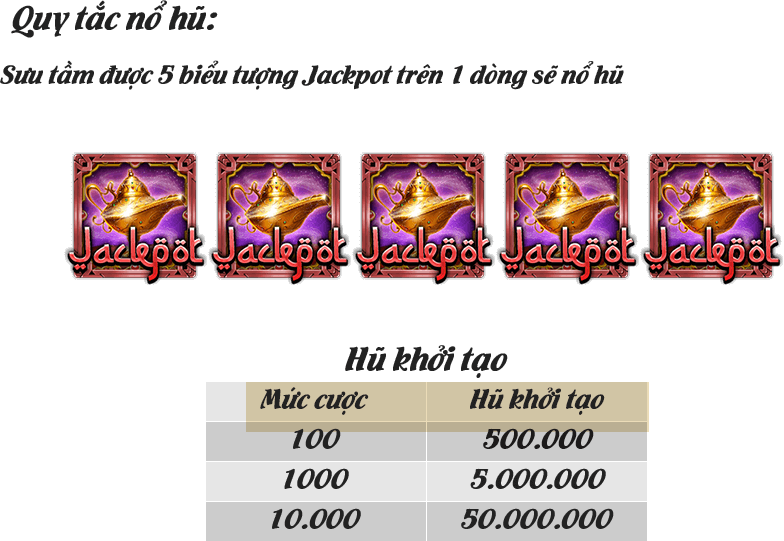 Quy tắc nổ hũ:
Sưu tầm được 5 biểu tượng Jackpot trên 1 dòng sẽ nổ hũ
Jackpot Jackpot Jackpot Jackpot Jackpot
Hũ khởi tạo
Mức cược Hũ khởi tạo
100 500.000
1000 5.000.000
10.000 50.000.000